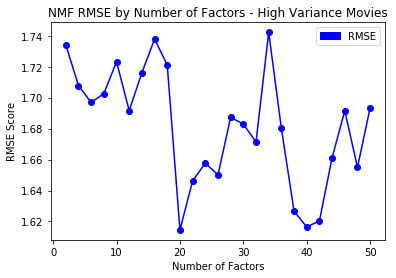 NMF RMSE by Number of Factors - High Variance Movies
RMSE
RMSE Score
1.74
1.72
1.70
1.68
1.66
1.64
1.62
0 10 20 30 40 50
Number of Factors